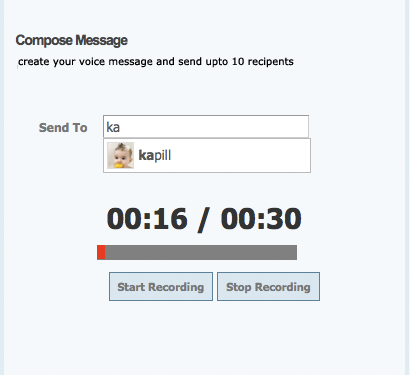 Compose Message
create your voice message and send upto 10 recipents
Send To ka
kapill
00:16 / 00:30
Start Recording Stop Recording